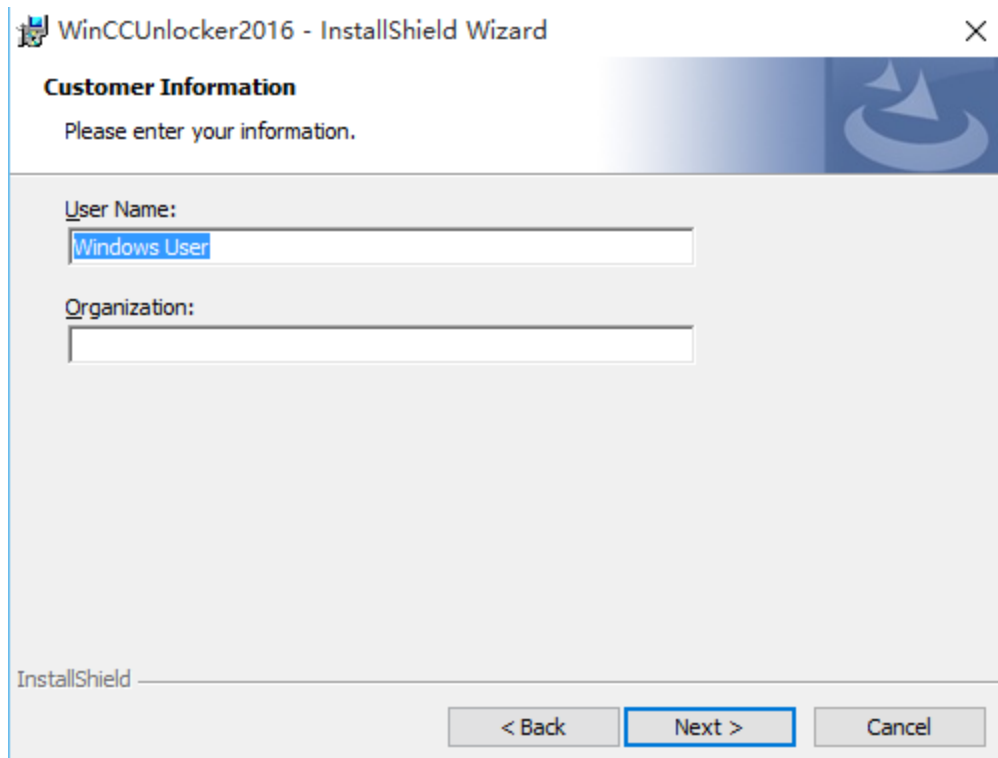 WinCCUnlocker2016 - InstallShield Wizard
Customer Information
Please enter your information.
User Name:
Windows User
Organization:
InstallShield
< Back Next > Cancel